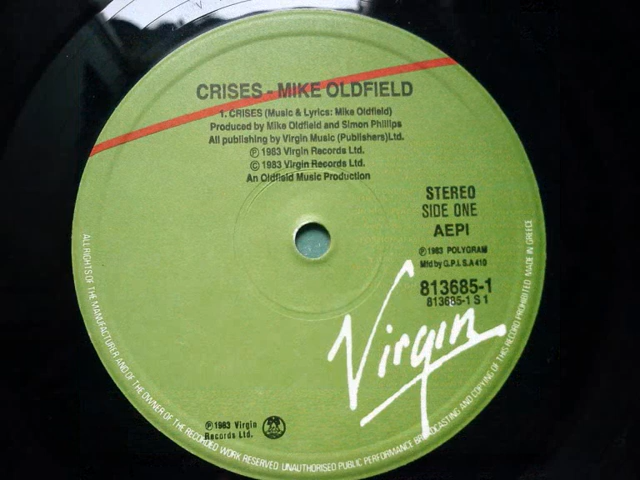 CRISES - MIKE OLDFIELD
1. CRISES (Music & Lyrics: Mike Oldfield)
Produced by Mike Oldfield and Simon Phillips
All publishing by Virgin Music (Publishers)Ltd.
℗ 1983 Virgin Records Ltd.
© 1983 Virgin Records Ltd.
An Oldfield Music Production
STEREO
SIDE ONE
AEPI
℗1983 POLYGRAM
Mfd by G.P.I. S.A 410
813685-1
813685-1 S 1
Virgin
℗1983 Virgin
Records Ltd.
ALL RIGHTS OF THE MANUFACTURER AND OF THE OWNER OF THE RECORDED WORK RESERVED UNAUTHORISED PUBLIC PERFORMANCE BROADCASTING AND COPYING OF THIS RECORD PROHIBITED MADE IN GREECE